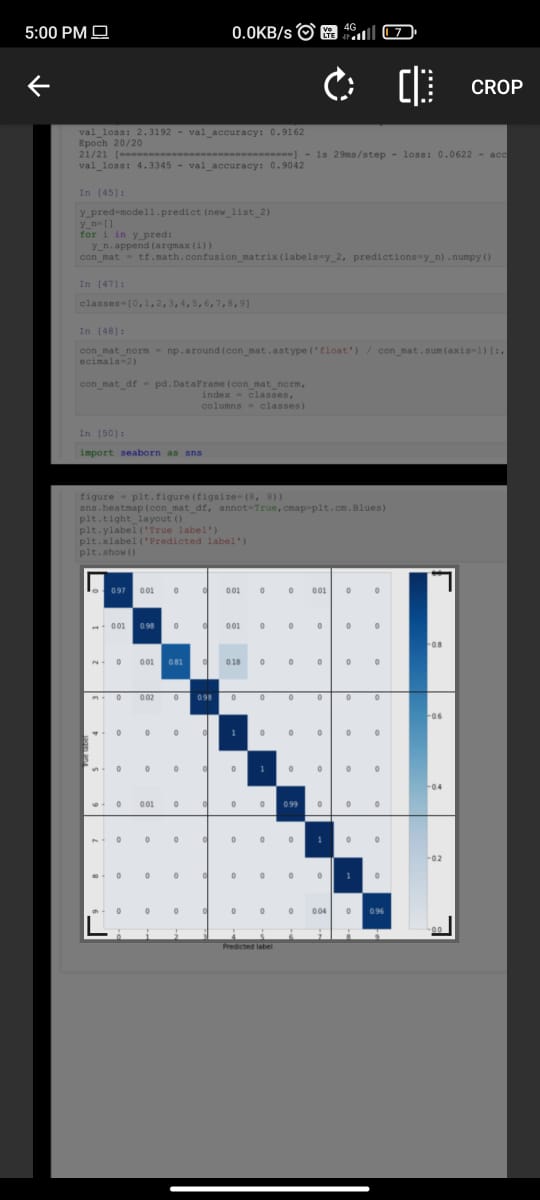 5:00 PM 0.0KB/s Vo LTE 4G 7
CROP
val_loss: 2.3192 - val_accuracy: 0.9162
Epoch 20/20
21/21 [==============================] - 1s 29ms/step - loss: 0.0622 - acc
val_loss: 4.3345 - val_accuracy: 0.9042
In [45]:
y_pred=model1.predict(new_list_2)
y_n=[]
for i in y_pred:
  y_n.append(argmax(i))
con_mat = tf.math.confusion_matrix(labels=y_2, predictions=y_n).numpy()
In [47]:
classes=[0,1,2,3,4,5,6,7,8,9]
In [48]:
con_mat_norm = np.around(con_mat.astype('float') / con_mat.sum(axis=1)[:,
ecimals=2)
con_mat_df = pd.DataFrame(con_mat_norm,
index = classes,
columns = classes)
In [50]:
import seaborn as sns
figure = plt.figure(figsize=(8, 8))
sns.heatmap(con_mat_df, annot=True,cmap=plt.cm.Blues)
plt.tight_layout()
plt.ylabel('True label')
plt.xlabel('Predicted label')
plt.show()
0 0.97 0.01 0 0 0.01 0 0 0.01 0 0
1 0.01 0.98 0 0 0.01 0 0 0 0 0
2 0 0.01 0.81 0 0.18 0 0 0 0 0
3 0 0.02 0 0.98 0 0 0 0 0 0
4 0 0 0 0 1 0 0 0 0 0
5 0 0 0 0 0 1 0 0 0 0
6 0 0.01 0 0 0 0 0.99 0 0 0
7 0 0 0 0 0 0 0 1 0 0
8 0 0 0 0 0 0 0 0 1 0
9 0 0 0 0 0 0 0 0.04 0 0.96
0 1 2 3 4 5 6 7 8 9
True label
Predicted label
0.8
0.6
0.4
0.2
0.0